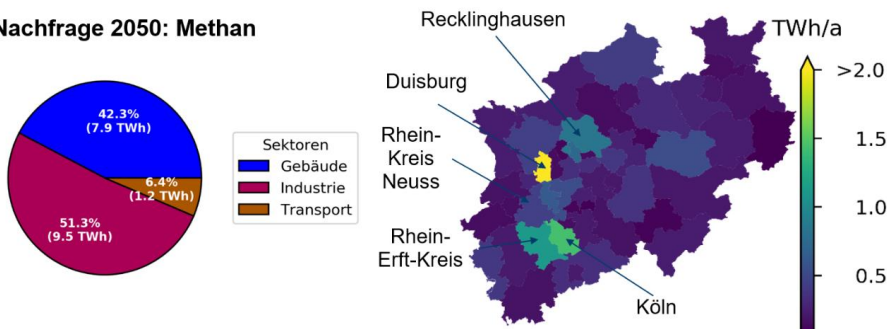 Nachfrage 2050: Methan
42.3%
(7.9 TWh)
6.4%
(1.2 TWh)
51.3%
(9.5 TWh)
Sektoren
Gebäude
Industrie
Transport
Recklinghausen
Duisburg
Rhein-
Kreis
Neuss
Rhein-
Erft-Kreis
Köln
TWh/a
>2.0
1.5
1.0
0.5